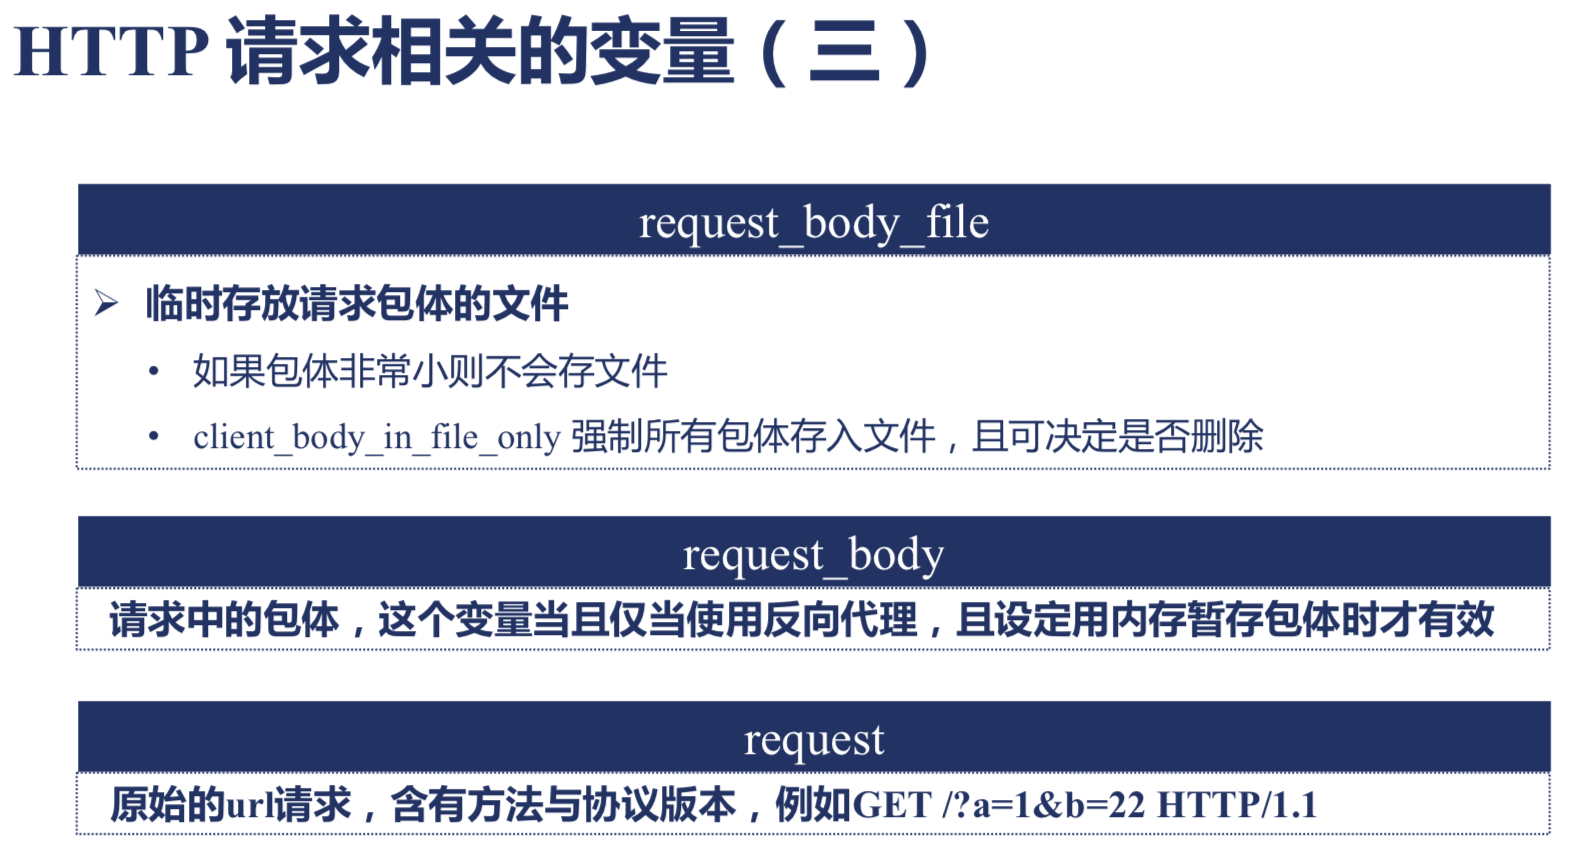 HTTP 请求相关的变量（三）
request_body_file
➢ 临时存放请求包体的文件
• 如果包体非常小则不会存文件
• client_body_in_file_only 强制所有包体存入文件，且可决定是否删除
request_body
请求中的包体，这个变量当且仅当使用反向代理，且设定用内存暂存包体时才有效
request
原始的url请求，含有方法与协议版本，例如GET /?a=1&b=22 HTTP/1.1